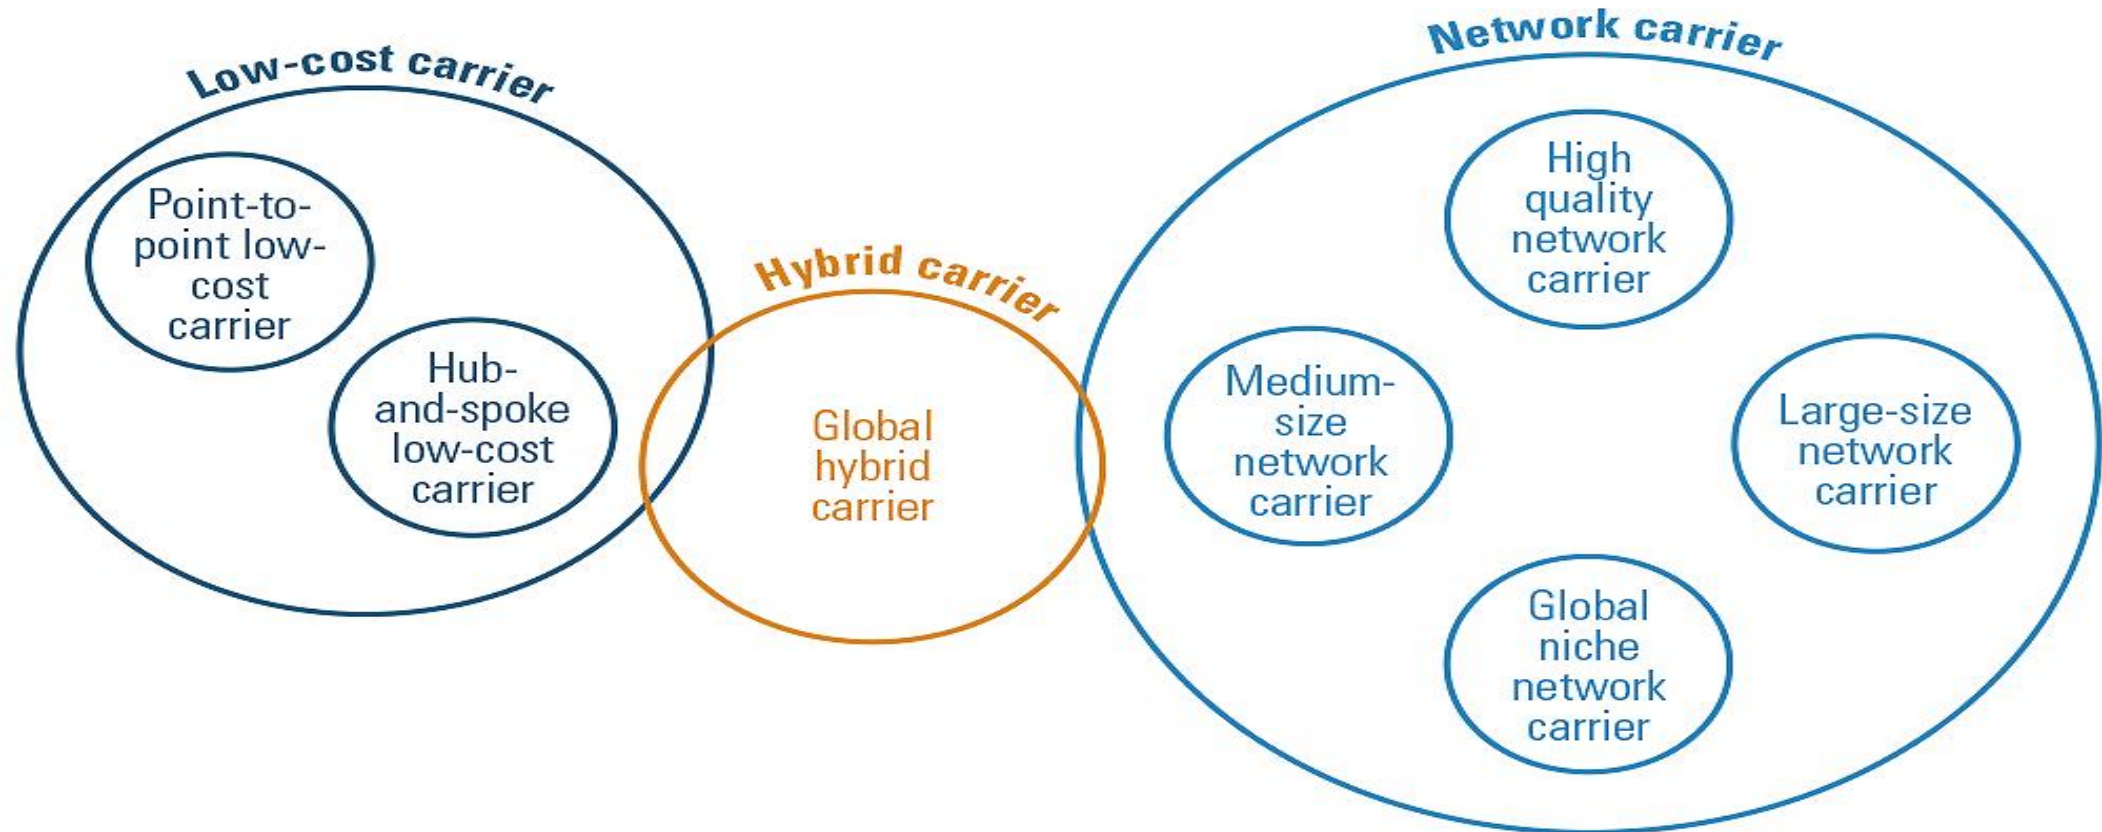 Low-cost carrier
Point-to-
point low-
cost
carrier
Hub-
and-spoke
low-cost
carrier
Hybrid carrier
Global
hybrid
carrier
Network carrier
High
quality
network
carrier
Medium-
size
network
carrier
Large-size
network
carrier
Global
niche
network
carrier